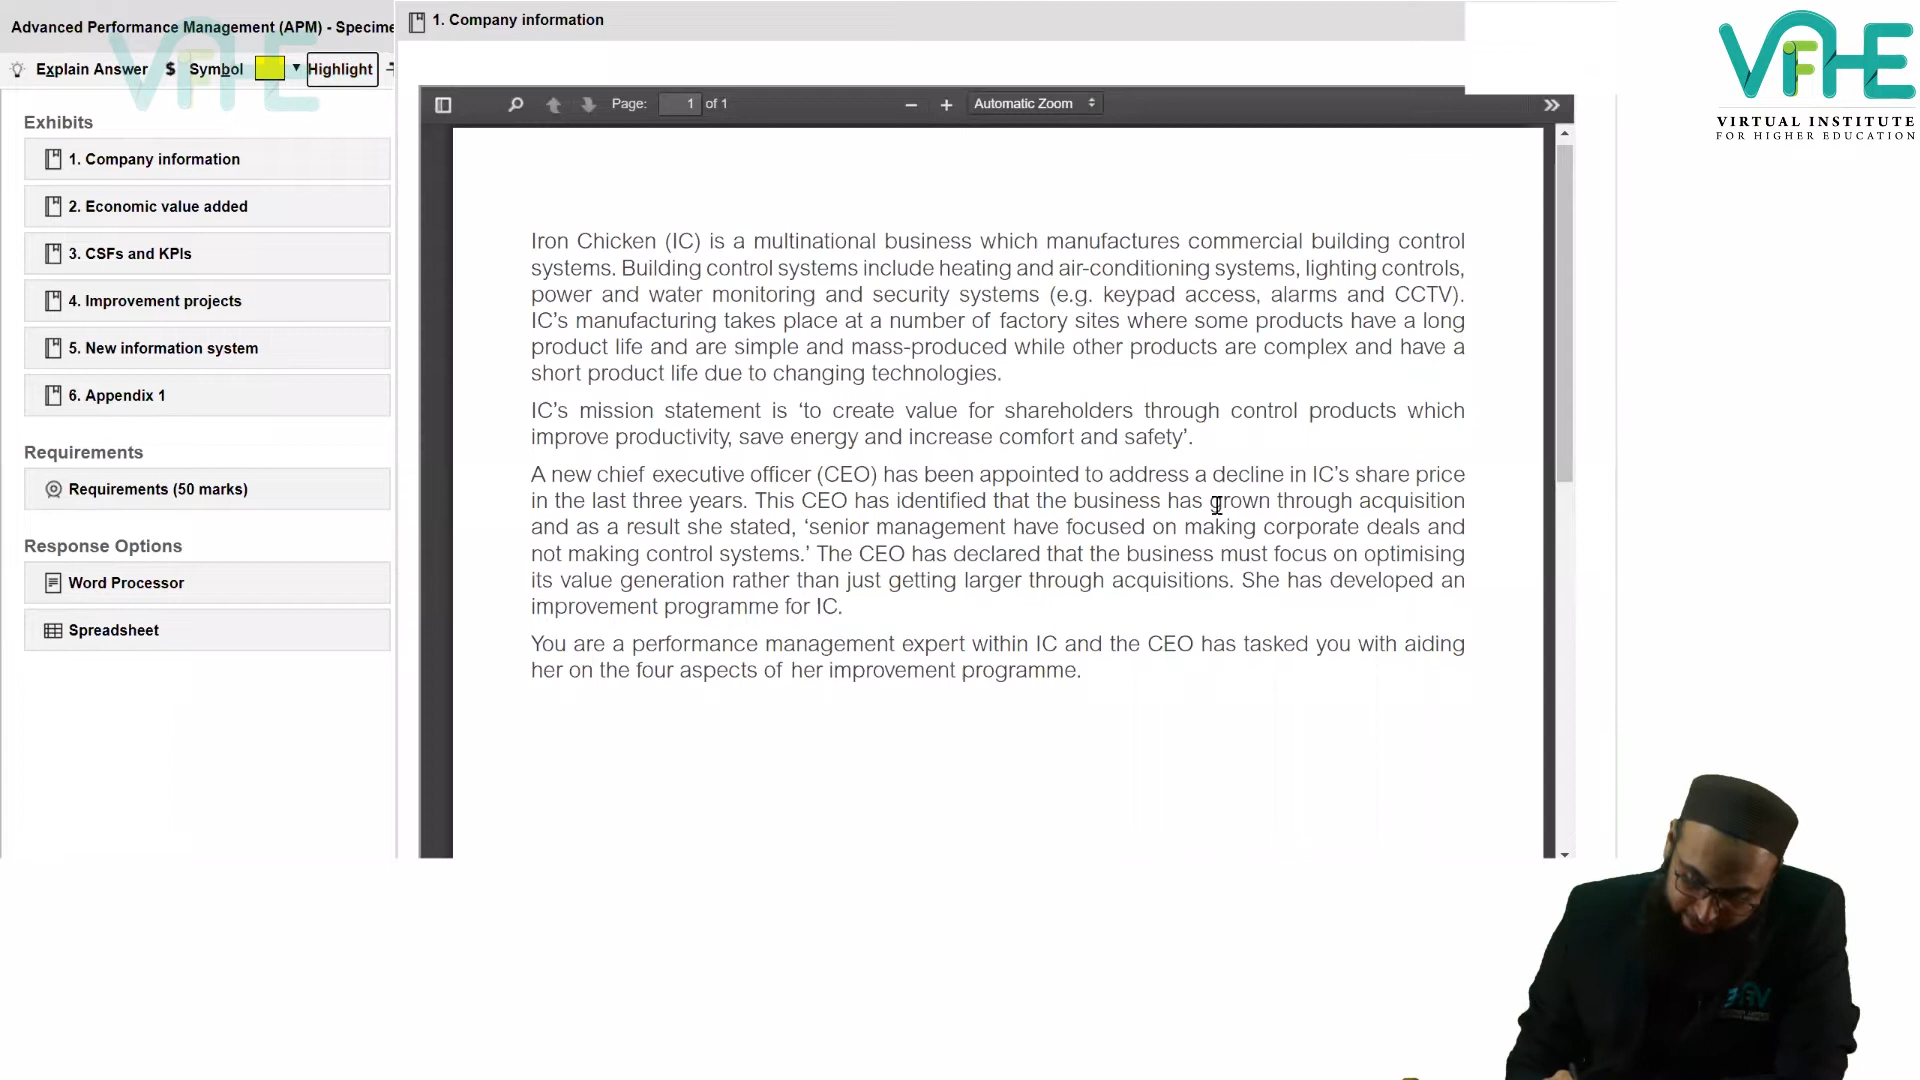 Advanced Performance Management (APM) - Specime
Explain Answer $ Symbol Highlight
Exhibits
1. Company information
2. Economic value added
3. CSFs and KPIs
4. Improvement projects
5. New information system
6. Appendix 1
Requirements
Requirements (50 marks)
Response Options
Word Processor
Spreadsheet
1. Company information
Page: 1 of 1
Automatic Zoom
Iron Chicken (IC) is a multinational business which manufactures commercial building control
systems. Building control systems include heating and air-conditioning systems, lighting controls,
power and water monitoring and security systems (e.g. keypad access, alarms and CCTV).
IC's manufacturing takes place at a number of factory sites where some products have a long
product life and are simple and mass-produced while other products are complex and have a
short product life due to changing technologies.
IC's mission statement is 'to create value for shareholders through control products which
improve productivity, save energy and increase comfort and safety'.
A new chief executive officer (CEO) has been appointed to address a decline in IC's share price
in the last three years. This CEO has identified that the business has grown through acquisition
and as a result she stated, 'senior management have focused on making corporate deals and
not making control systems.' The CEO has declared that the business must focus on optimising
its value generation rather than just getting larger through acquisitions. She has developed an
improvement programme for IC.
You are a performance management expert within IC and the CEO has tasked you with aiding
her on the four aspects of her improvement programme.
VIFHE
VIRTUAL INSTITUTE
FOR HIGHER EDUCATION